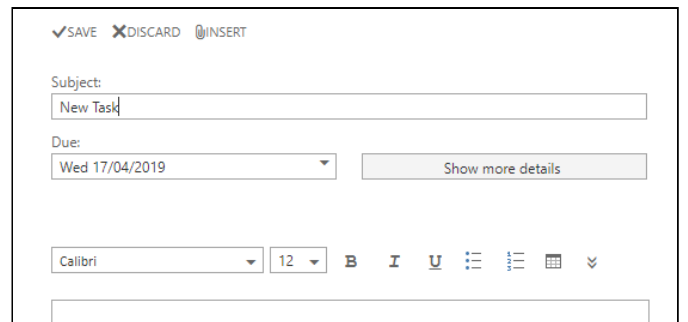 SAVE DISCARD INSERT
Subject:
New Task
Due:
Wed 17/04/2019 Show more details
Calibri 12 B I U